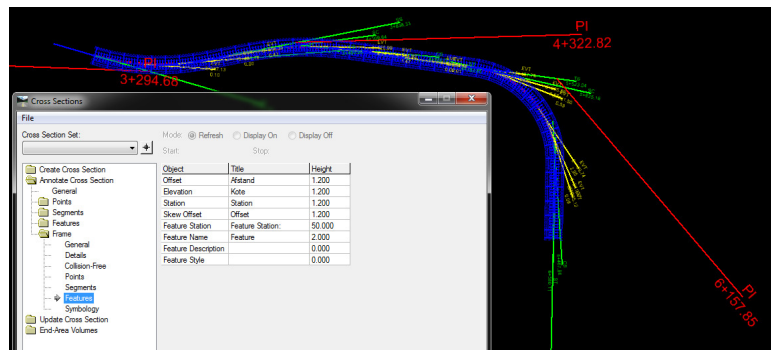 PI
4+322.82
PI
3+294.68
PI
6+157.85
Cross Sections
File
Cross Section Set:
Mode: Refresh Display On Display Off
Start: Stop:
Create Cross Section
Annotate Cross Section
General
Points
Segments
Features
Frame
General
Details
Collision-Free
Points
Segments
Features
Symbology
Update Cross Section
End-Area Volumes
Object Title Height
Offset Afstand 1.200
Elevation Kote 1.200
Station Station 1.200
Skew Offset Offset 1.200
Feature Station Feature Station: 50.000
Feature Name Feature 2.000
Feature Description 0.000
Feature Style 0.000